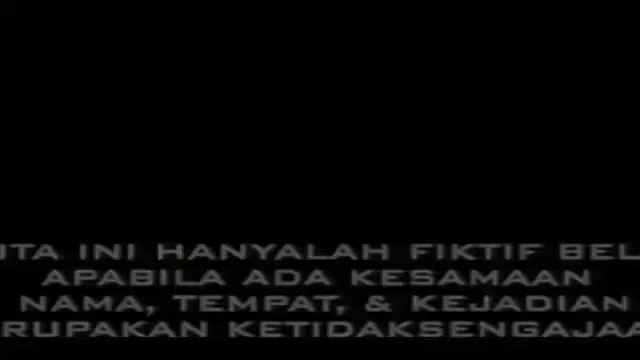 ITA INI HANYALAH FIKTIF BEL
APABILA ADA KESAMAAN
NAMA, TEMPAT, & KEJADIAN
RUPAKAN KETIDAKSENGAJAA